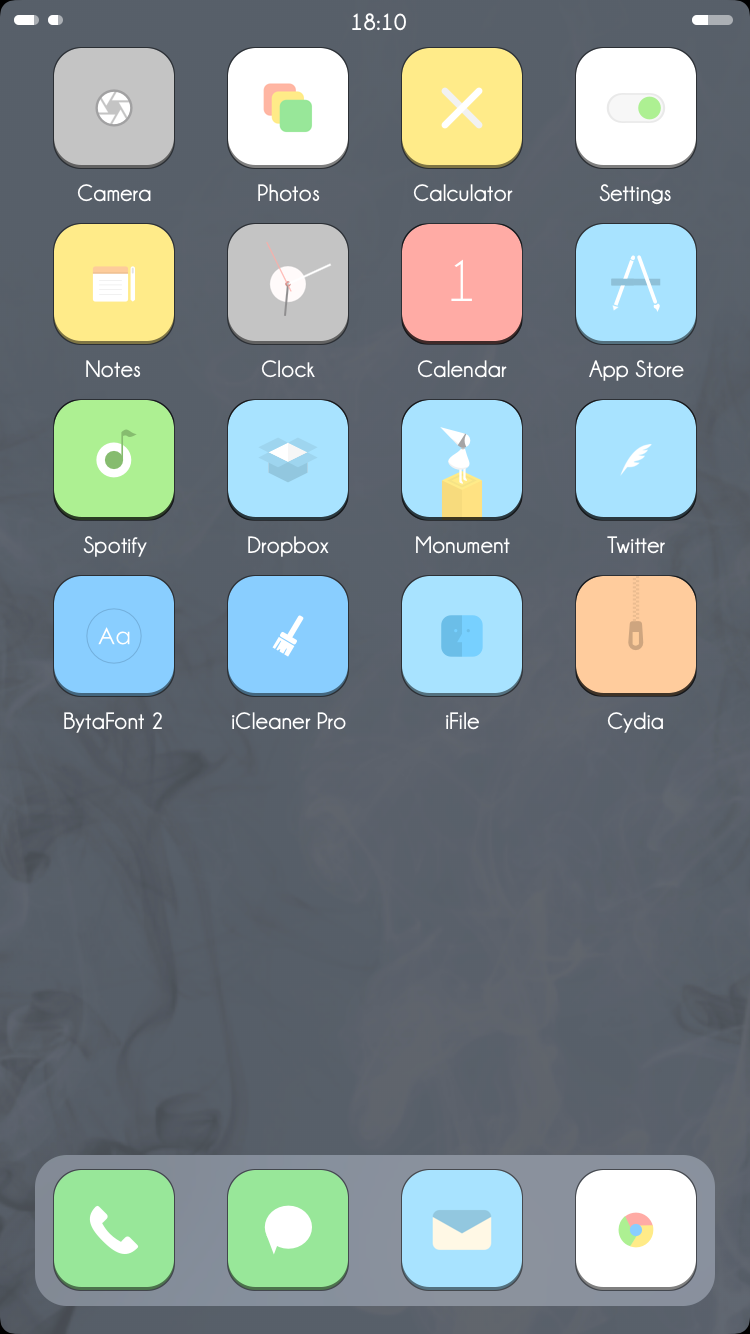 18:10
Camera
Photos
Calculator
Settings
Notes
Clock
1
Calendar
App Store
Spotify
Dropbox
Monument
Twitter
Aa
BytaFont 2
iCleaner Pro
iFile
Cydia